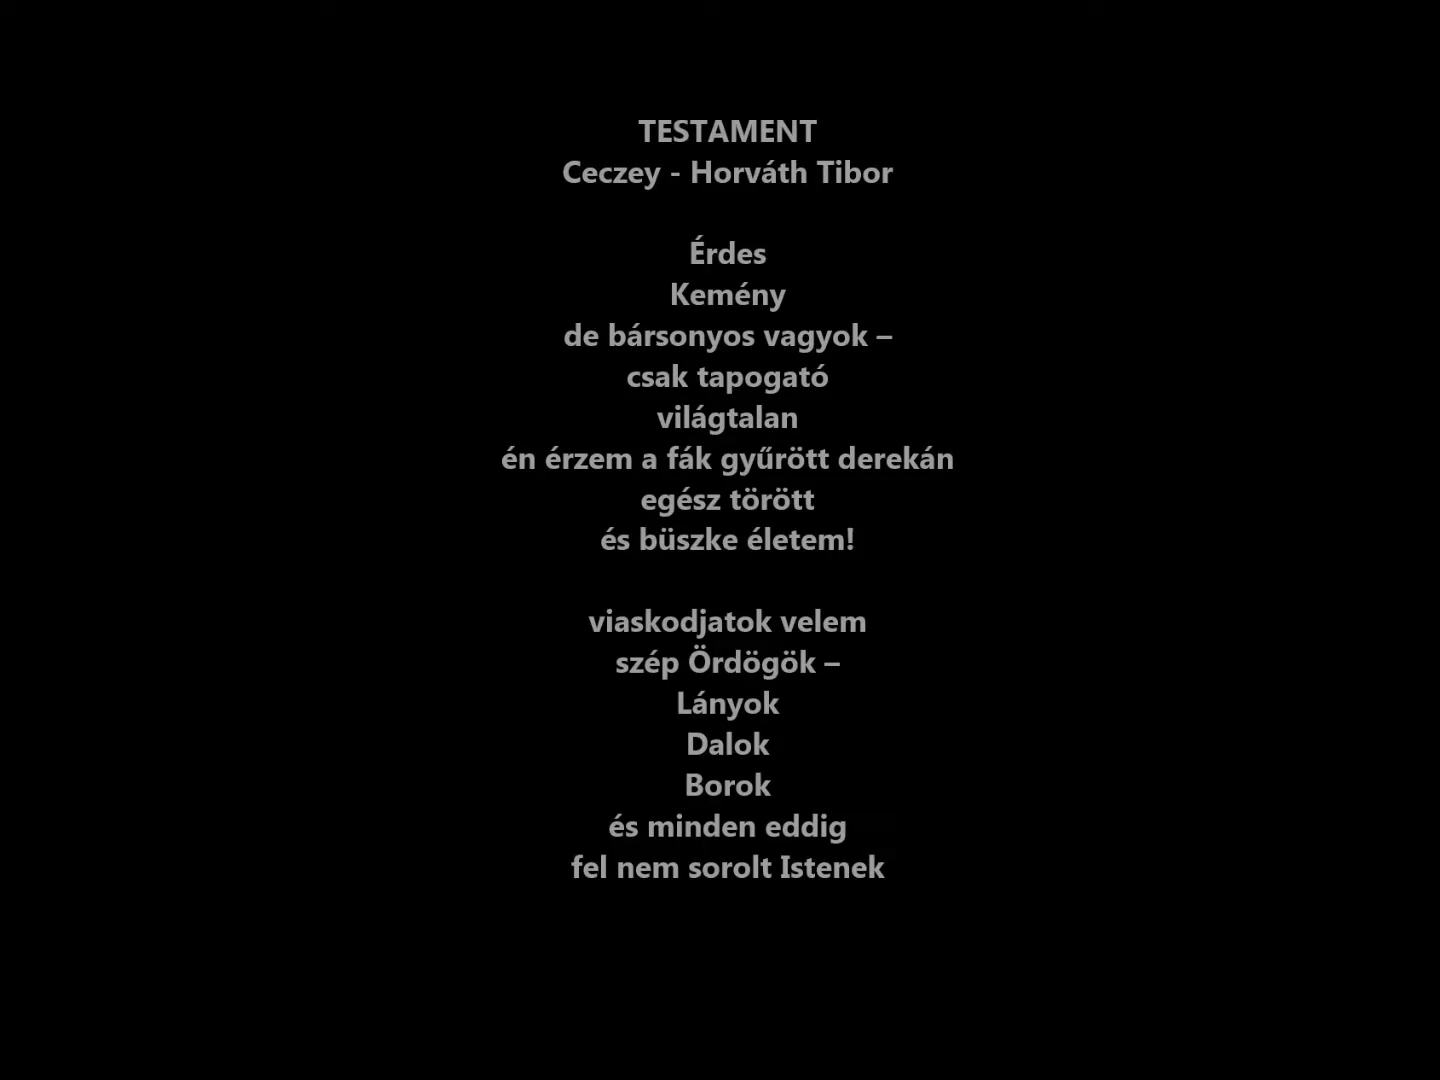 TESTAMENT
Ceczey - Horváth Tibor
Érdes
Kemény
de bársonyos vagyok –
csak tapogató
világtalan
én érzem a fák gyűrött derekán
egész törött
és büszke életem!
viaskodjatok velem
szép Ördögök –
Lányok
Dalok
Borok
és minden eddig
fel nem sorolt Istenek